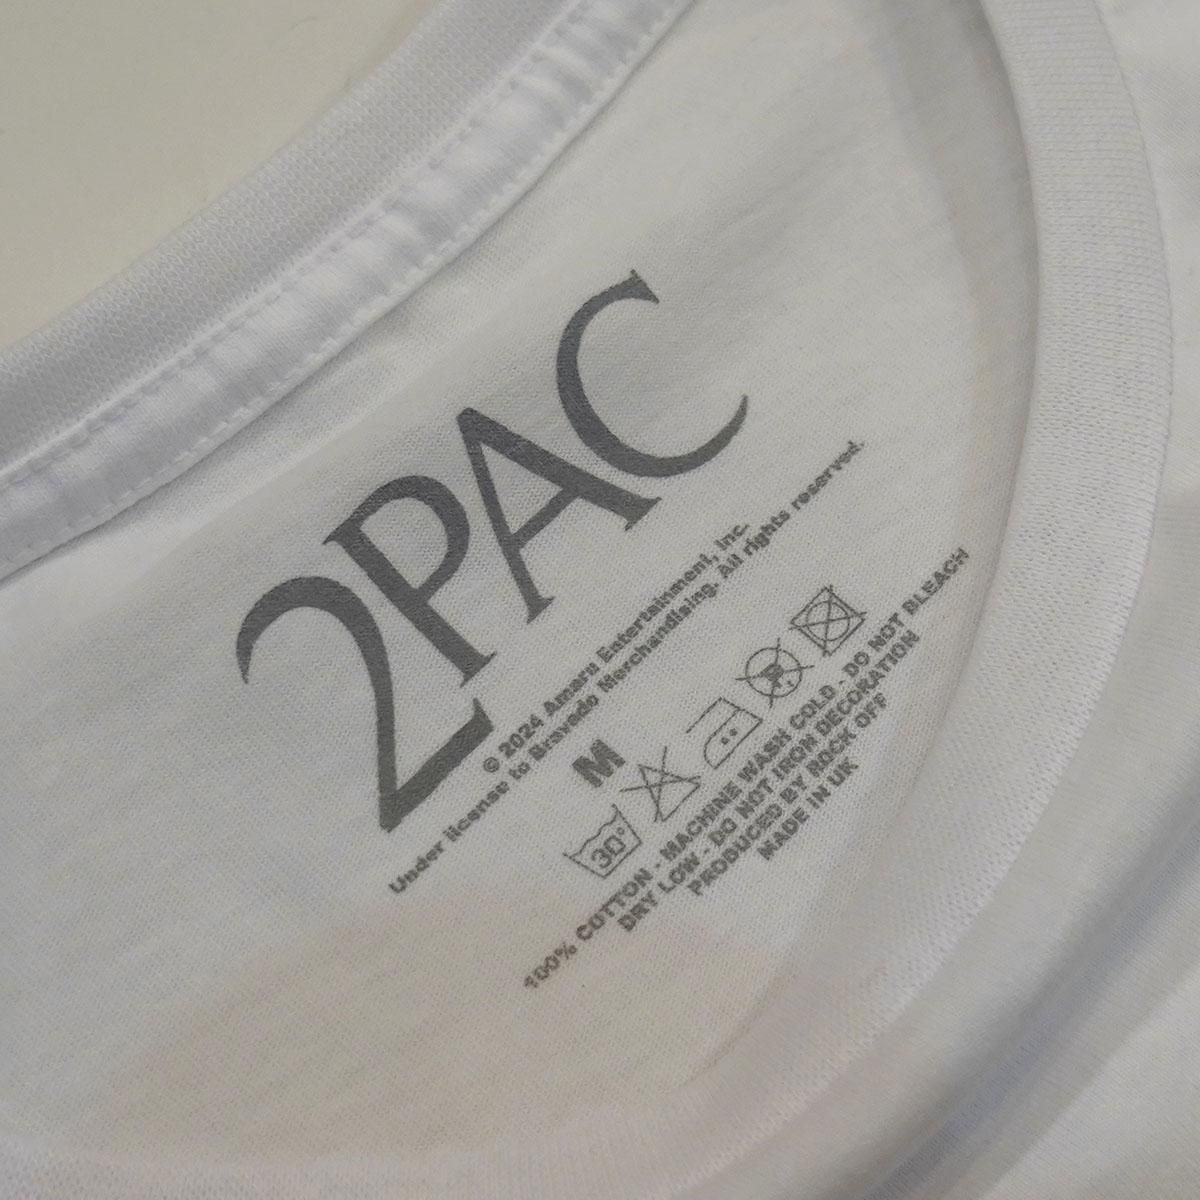 2PAC
© 2024 Amaru Entertainment, Inc.
Under license to Bravado Merchandising. All rights reserved.
M
30°
100% COTTON - MACHINE WASH COLD - DO NOT BLEACH
DRY LOW - DO NOT IRON DECORATION
PRODUCED BY ROCK OFF
MADE IN UK